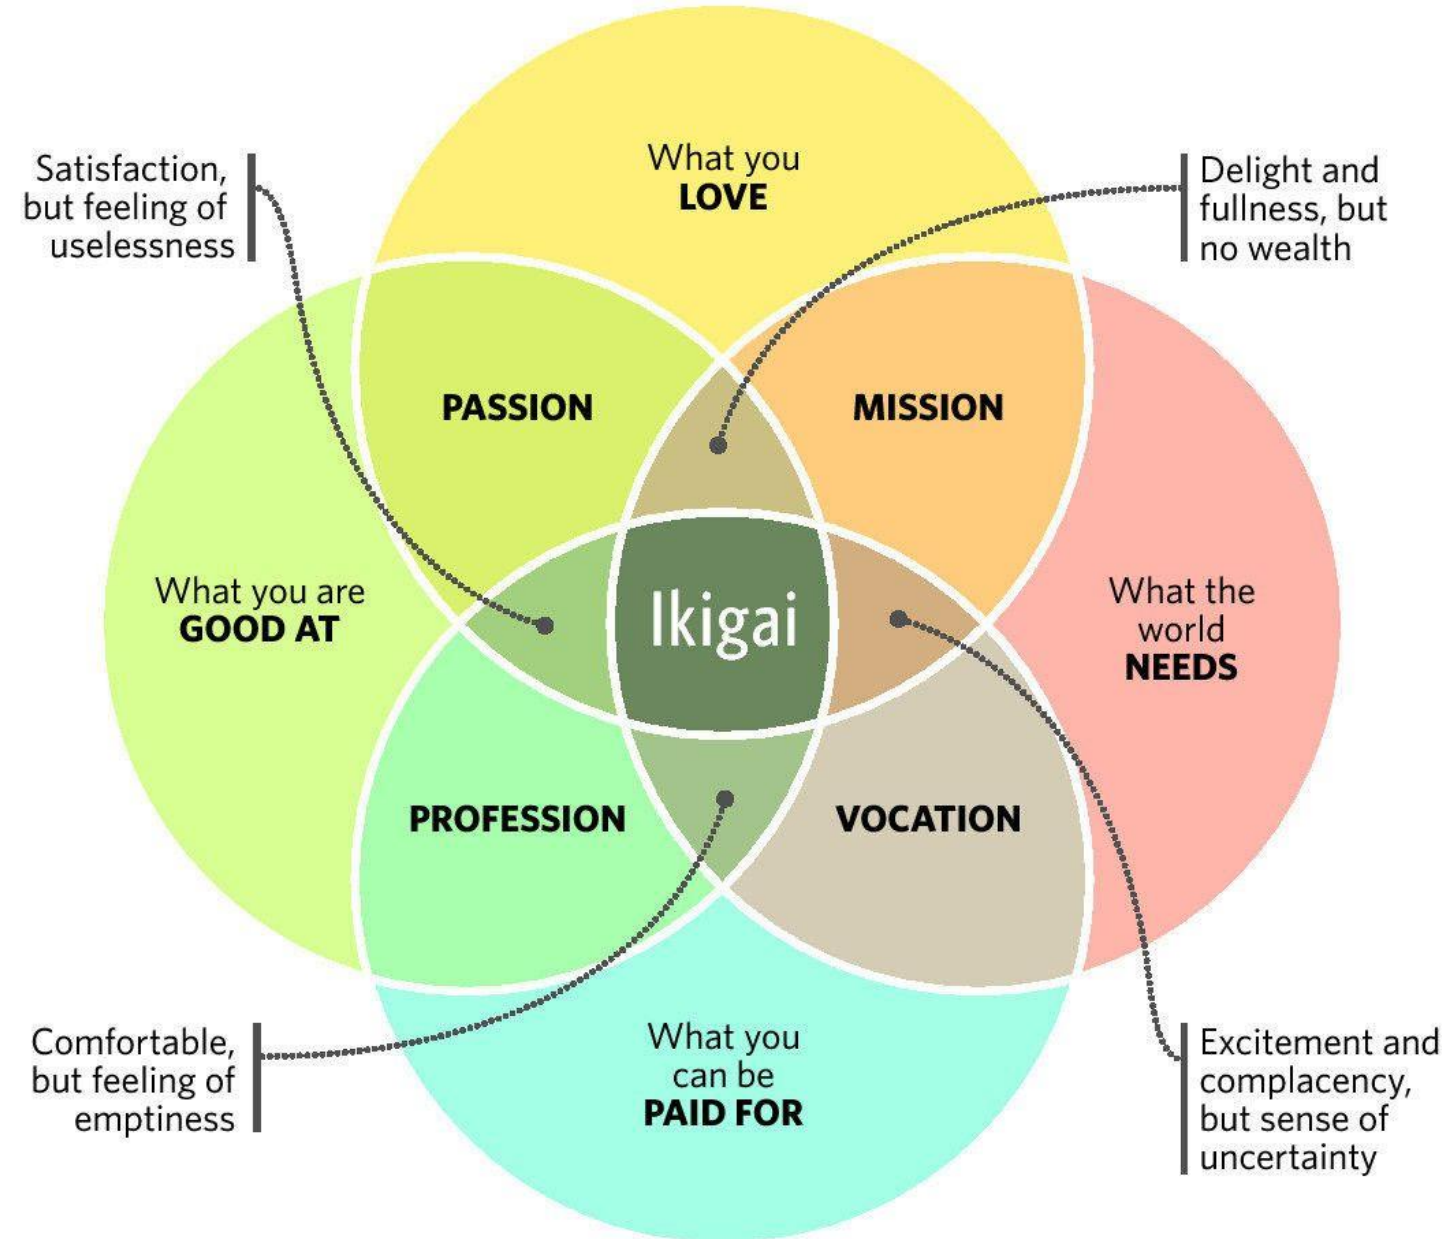 What you
LOVE
Satisfaction,
but feeling of
uselessness
Delight and
fullness, but
no wealth
PASSION
MISSION
What you are
GOOD AT
Ikigai
What the
world
NEEDS
PROFESSION
VOCATION
Comfortable,
but feeling of
emptiness
What you
can be
PAID FOR
Excitement and
complacency,
but sense of
uncertainty